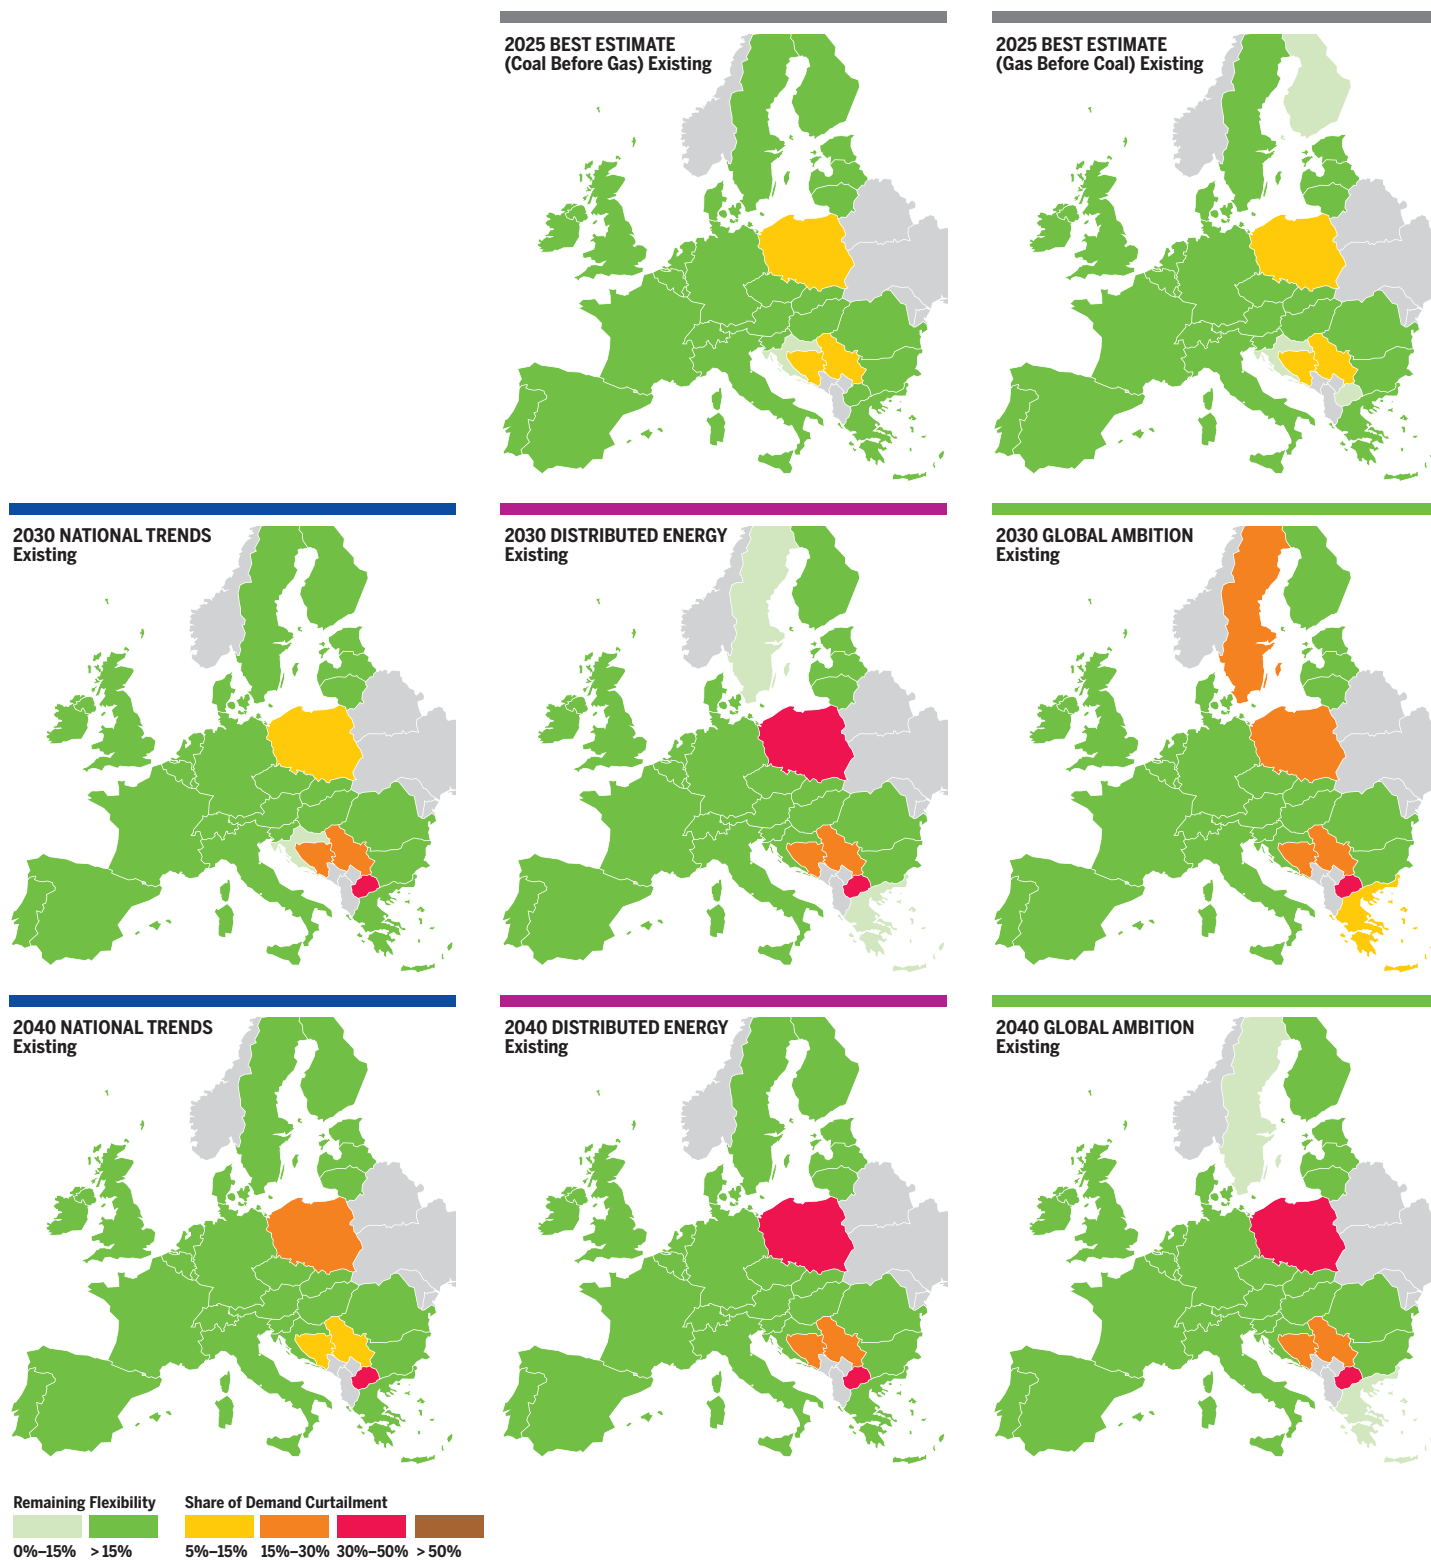 2025 BEST ESTIMATE
(Coal Before Gas) Existing
2025 BEST ESTIMATE
(Gas Before Coal) Existing
2030 NATIONAL TRENDS
Existing
2030 DISTRIBUTED ENERGY
Existing
2030 GLOBAL AMBITION
Existing
2040 NATIONAL TRENDS
Existing
2040 DISTRIBUTED ENERGY
Existing
2040 GLOBAL AMBITION
Existing
Remaining Flexibility
0%–15% > 15%
Share of Demand Curtailment
5%–15% 15%–30% 30%–50% > 50%